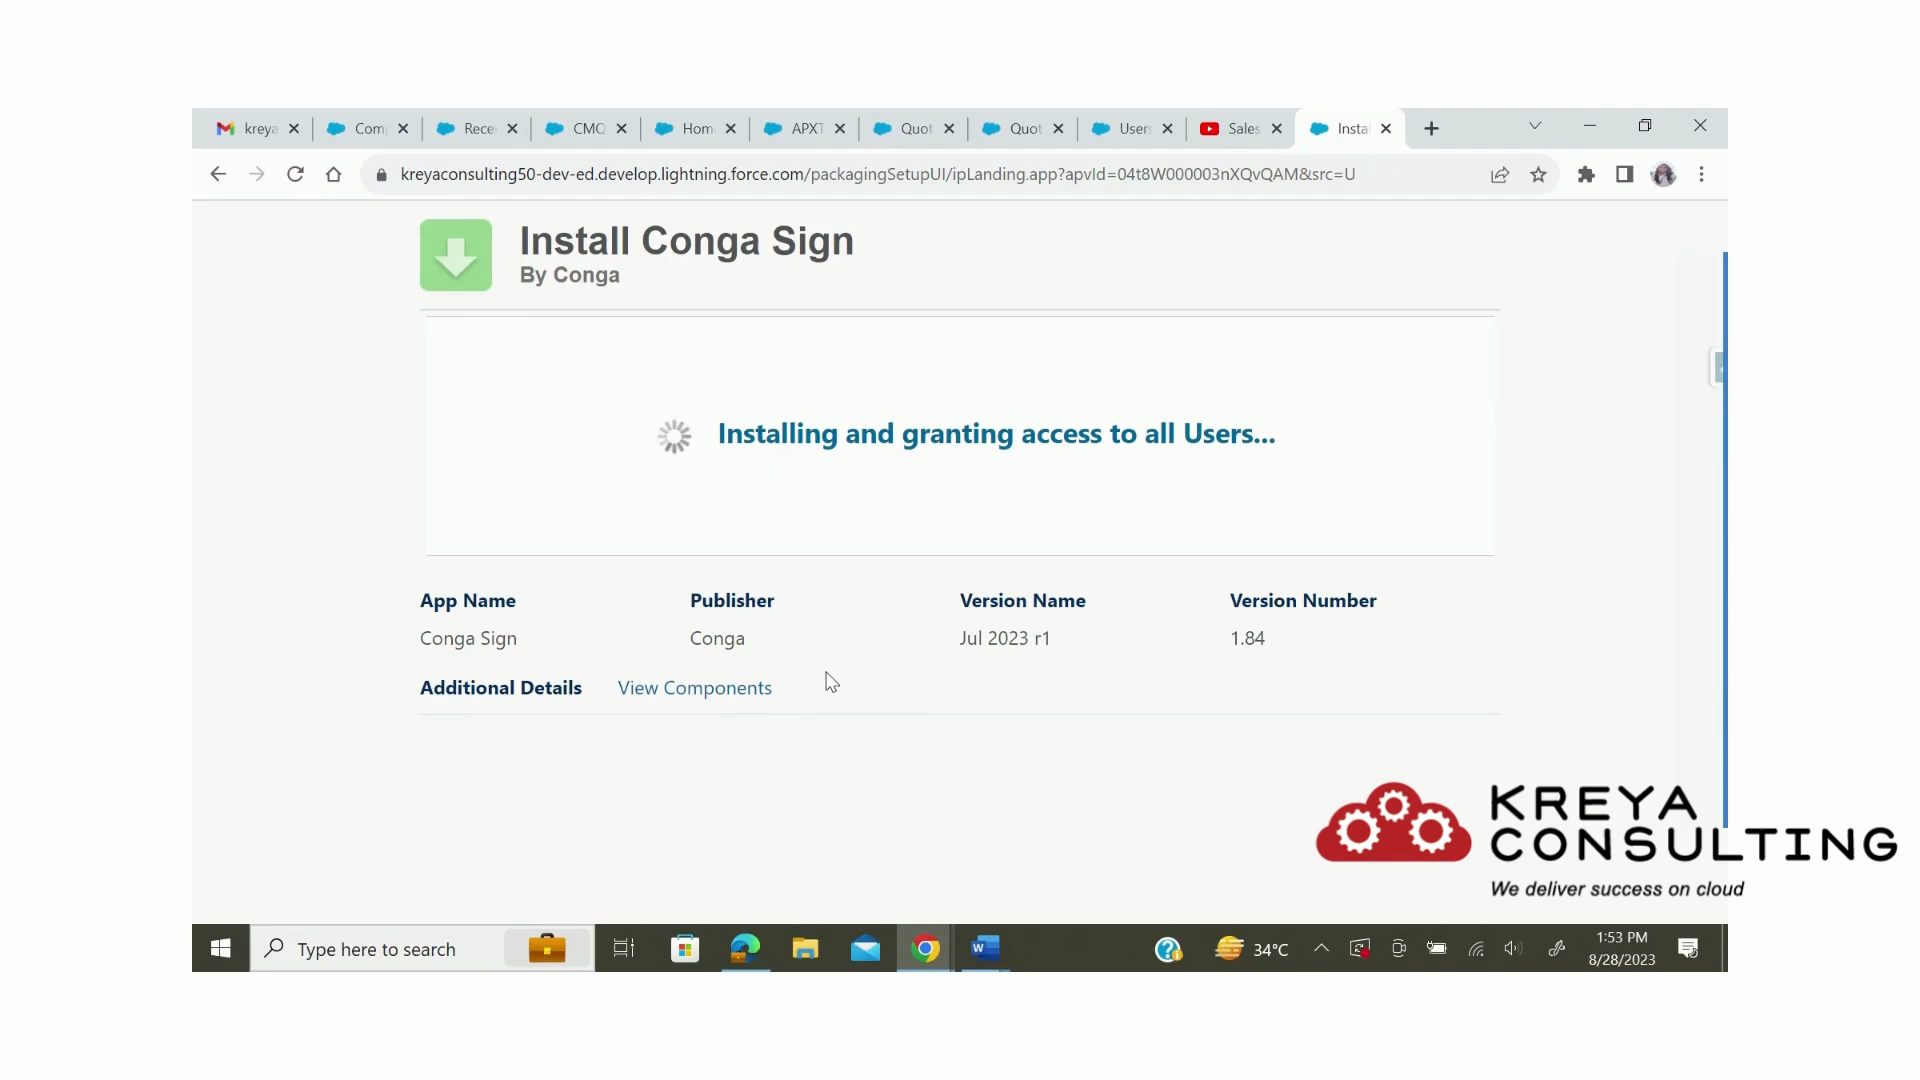 kreya
Com
Rece
CMQ
Hom
APXT
Quot
Quot
User
Sales
Insta
kreyaconsulting50-dev-ed.develop.lightning.force.com/packagingSetupUI/ipLanding.app?apvId=04t8W000003nXQvQAM&src=U
Install Conga Sign
By Conga
Installing and granting access to all Users...
App Name Publisher Version Name Version Number
Conga Sign Conga Jul 2023 r1 1.84
Additional Details View Components
KREYA
CONSULTING
We deliver success on cloud
Type here to search
W
34°C
1:53 PM
8/28/2023